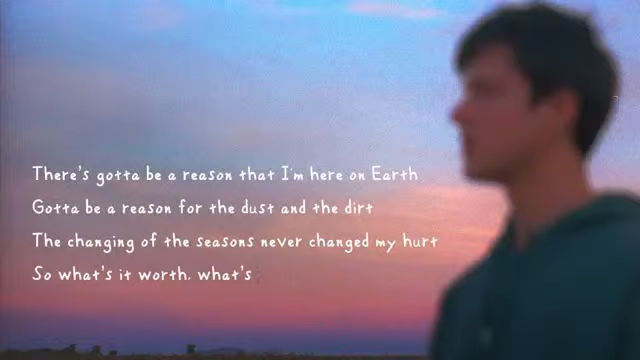 There's gotta be a reason that I'm here on Earth
Gotta be a reason for the dust and the dirt
The changing of the seasons never changed my hurt
So what's it worth, what's